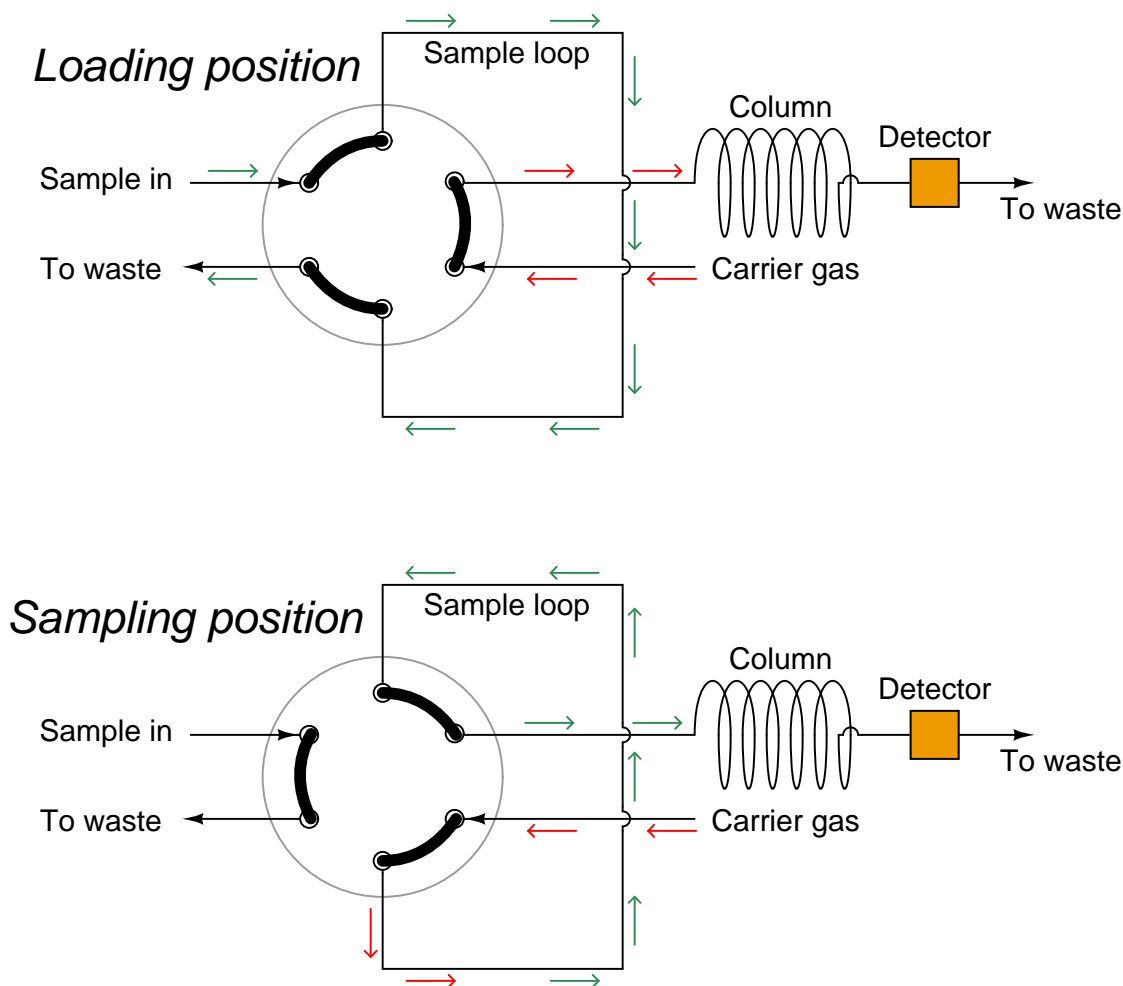 Loading position
Sample loop
Column
Detector
Sample in
To waste
To waste
Carrier gas
Sampling position
Sample loop
Column
Detector
Sample in
To waste
To waste
Carrier gas